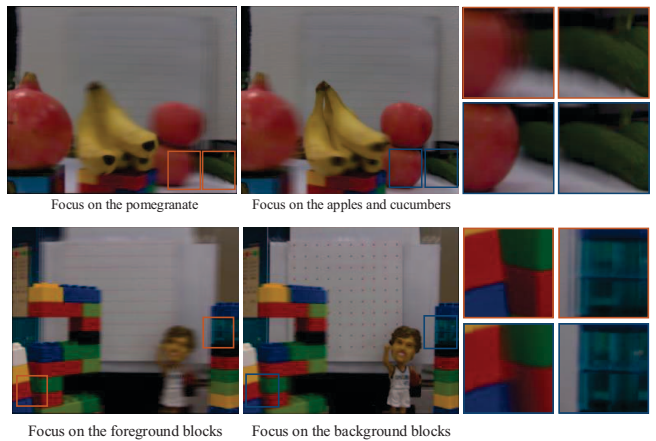 Focus on the pomegranate
Focus on the apples and cucumbers
Focus on the foreground blocks
Focus on the background blocks